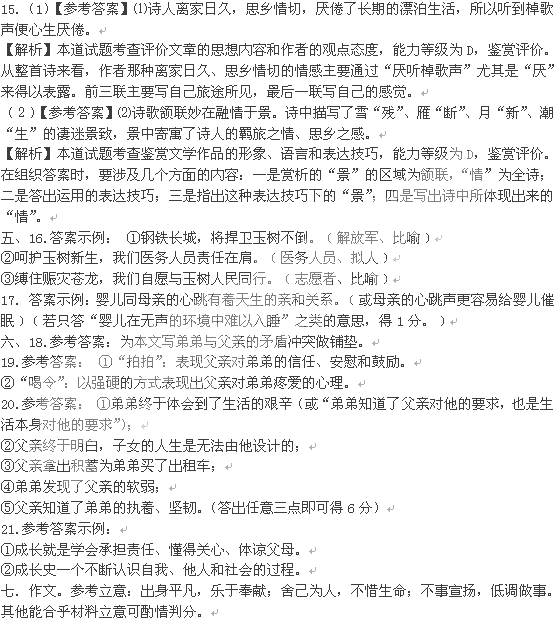 15.（1）【参考答案】⑴诗人离家日久，思乡情切，厌倦了长期的漂泊生活，所以听到棹歌
声便心生厌倦。
【解析】本道试题考查评价文章的思想内容和作者的观点态度，能力等级为 D，鉴赏评价。
从整首诗来看，作者那种离家日久、思乡情切的情感主要通过“厌听棹歌声”尤其是“厌”
来得以表露。前三联主要写自己旅途所见，最后一联写自己的感觉。
（2）【参考答案】⑵诗歌颔联妙在融情于景。诗中描写了雪“残”、雁“断”、月“新”、潮
“生”的凄迷景致，景中寄寓了诗人的羁旅之情、思乡之感。
【解析】本道试题考查鉴赏文学作品的形象、语言和表达技巧，能力等级为 D，鉴赏评价。
在组织答案时，要涉及几个方面的内容：一是赏析的“景”的区域为颔联，“情”为全诗；
二是答出运用的表达技巧；三是指出这种表达技巧下的“景”；四是写出诗中所体现出来的
“情”。
五、16.答案示例： ①钢铁长城，将捍卫玉树不倒。（ 解放军、比喻 ）
②呵护玉树新生，我们医务人员责任在肩。（医务人员、拟人 ）
③缚住赈灾苍龙，我们自愿与玉树人民同行。（ 志愿者、比喻 ）
17. 答案示例：婴儿同母亲的心跳有着天生的亲和关系。（ 或母亲的心跳声更容易给婴儿催
眠 ）（ 若只答“婴儿在无声的环境中难以入睡”之类的意思，得 1 分。 ）
六、18.参考答案：为本文写弟弟与父亲的矛盾冲突做铺垫。
19.参考答案： ①“拍拍”：表现父亲对弟弟的信任、安慰和鼓励。
②“喝令”：以强硬的方式表现出父亲对弟弟疼爱的心理。
20.参考答案： ①弟弟终于体会到了生活的艰辛（或“弟弟知道了父亲对他的要求，也是生
活本身对他的要求”）；
②父亲终于明白，子女的人生是无法由他设计的；
③父亲拿出积蓄为弟弟买了出租车；
④弟弟发现了父亲的软弱；
⑤父亲知道了弟弟的执着、坚韧。（答出任意三点即可得 6 分）
21.参考答案示例：
①成长就是学会承担责任、懂得关心、体谅父母。
②成长史一个不断认识自我、他人和社会的过程。
七．作文。参考立意：出身平凡，乐于奉献；舍己为人，不惜生命；不事宣扬，低调做事。
其他能合乎材料立意可酌情判分。